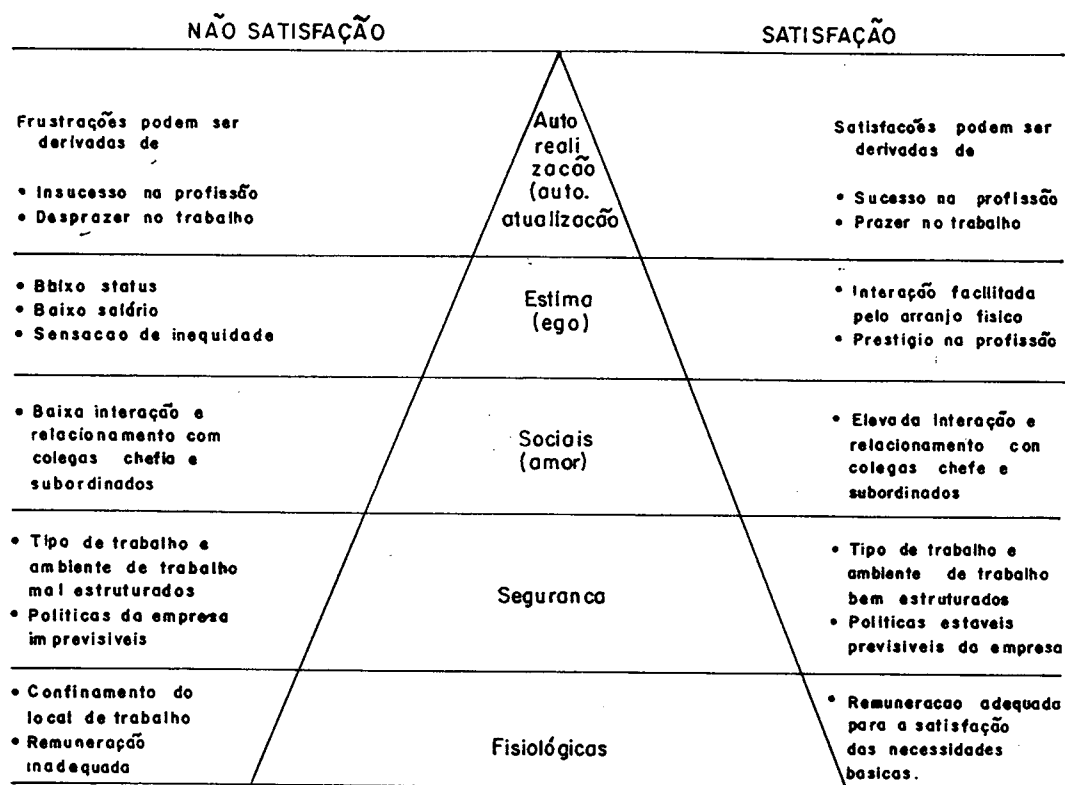 NÃO SATISFAÇÃO
SATISFAÇÃO
Frustrações podem ser
derivadas de
• Insucesso na profissão
• Desprazer no trabalho
Auto
reali
zacão
(auto.
atualizacão
Satisfacões podem ser
derivadas de
• Sucesso na profissão
• Prazer no trabalho
• Bbixo status
• Baixo salário
• Sensacao de inequidade
Estima
(ego)
• Interação facilitada
pelo arranjo fisico
• Prestigio na profissão
• Baixa interação e
relacionamento com
colegas chefia e
subordinados
Sociais
(amor)
• Elevada interação e
relacionamento con
colegas chefe e
subordinados
• Tipo de trabalho e
ambiente de trabalho
mal estruturados
• Políticas da empresa
im previsiveis
Seguranca
• Tipo de trabalho e
ambiente de trabalho
bem estruturados
• Políticas estaveis
previsiveis da empresa
• Confinamento do
local de trabalho
• Remuneração
inadequada
Fisiológicas
• Remuneracao adequada
para a satisfação
das necessidades
basicas.